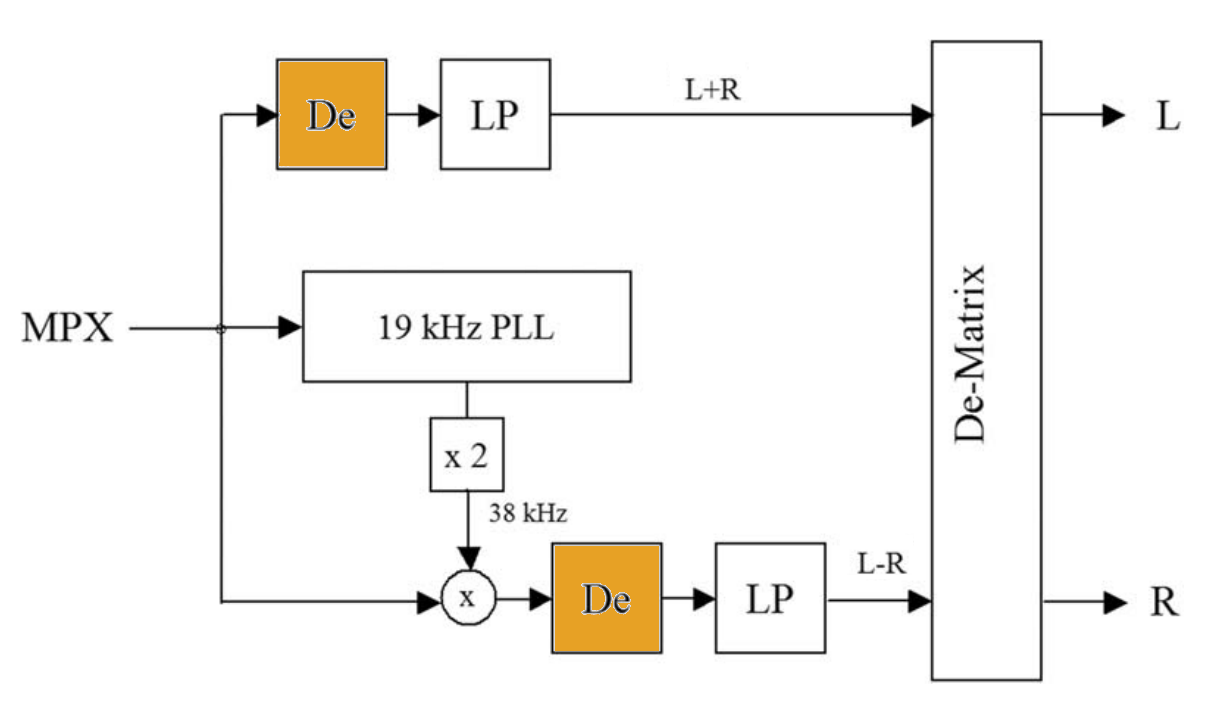 De
LP
L+R
L
MPX
19 kHz PLL
De-Matrix
x 2
38 kHz
x
De
LP
L-R
R